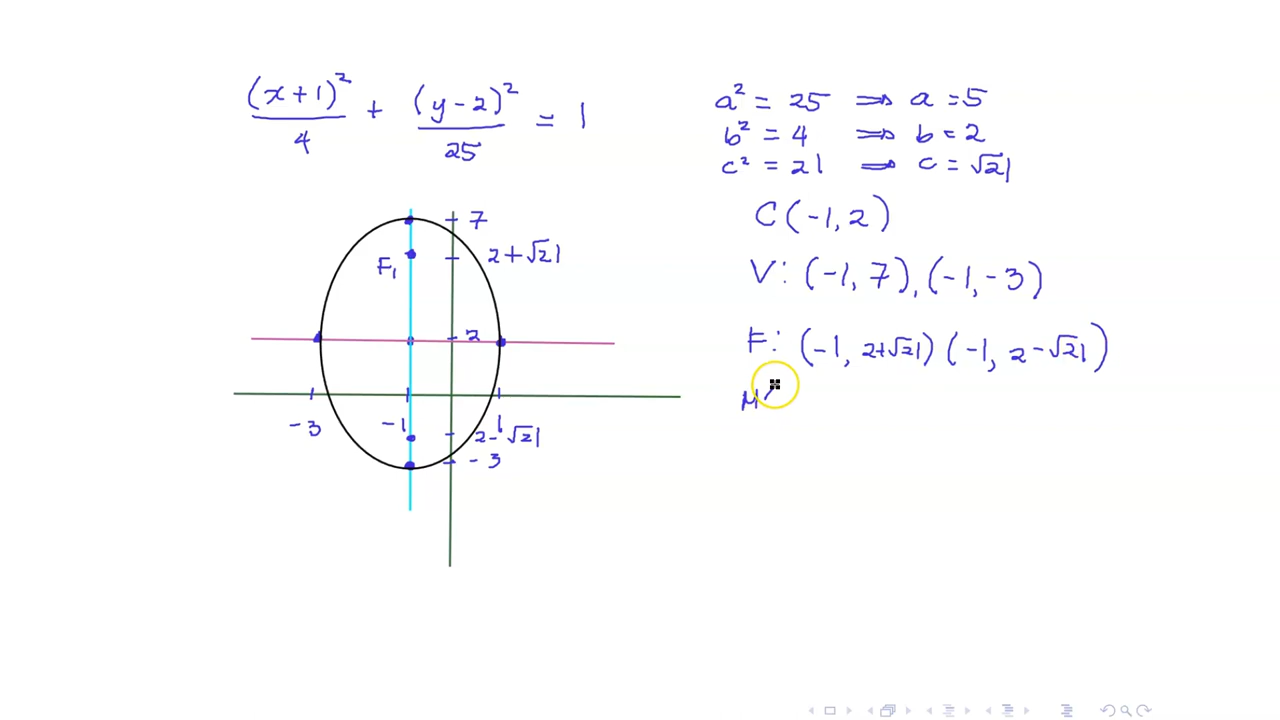 (x+1)²/4 + (y-2)²/25 = 1
a² = 25 ⟹ a = 5
b² = 4 ⟹ b = 2
c² = 21 ⟹ c = √21
C(-1, 2)
V: (-1, 7), (-1, -3)
F: (-1, 2+√21) (-1, 2-√21)
M
7
F₁
2+√21
2
-3
-1
1
2-√21
-3